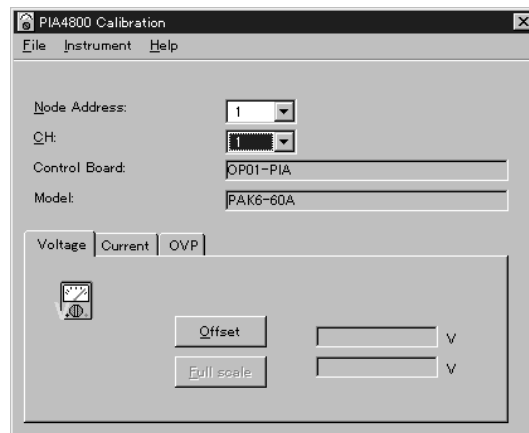 PIA4800 Calibration
File Instrument Help
Node Address: 1
CH: 1
Control Board: OP01-PIA
Model: PAK6-60A
Voltage Current OVP
Offset V
Full scale V